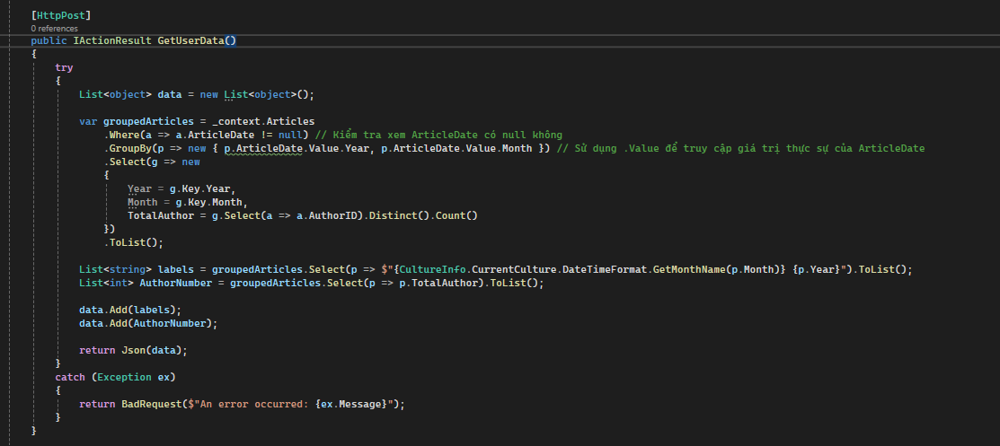 [HttpPost]
0 references
public IActionResult GetUserData()
{
try
{
List<object> data = new List<object>();
var groupedArticles = _context.Articles
.Where(a => a.ArticleDate != null) // Kiểm tra xem ArticleDate có null không
.GroupBy(p => new { p.ArticleDate.Value.Year, p.ArticleDate.Value.Month }) // Sử dụng .Value để truy cập giá trị thực sự của ArticleDate
.Select(g => new
{
Year = g.Key.Year,
Month = g.Key.Month,
TotalAuthor = g.Select(a => a.AuthorID).Distinct().Count()
})
.ToList();
List<string> labels = groupedArticles.Select(p => $"{CultureInfo.CurrentCulture.DateTimeFormat.GetMonthName(p.Month)} {p.Year}").ToList();
List<int> AuthorNumber = groupedArticles.Select(p => p.TotalAuthor).ToList();
data.Add(labels);
data.Add(AuthorNumber);
return Json(data);
}
catch (Exception ex)
{
return BadRequest($"An error occurred: {ex.Message}");
}
}